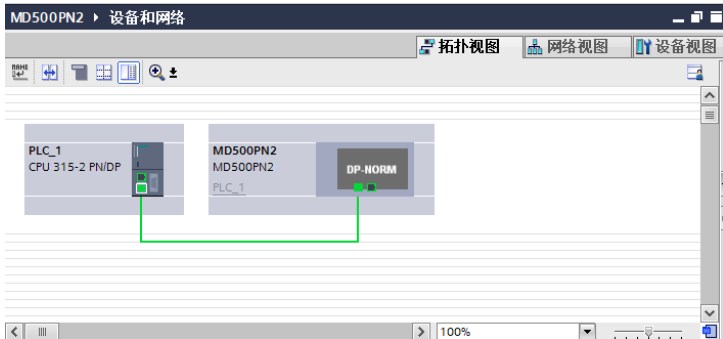 MD500PN2 ▸ 设备和网络
拓扑视图 网络视图 设备视图
PLC_1
CPU 315-2 PN/DP
MD500PN2
MD500PN2
PLC_1
DP-NORM
100%